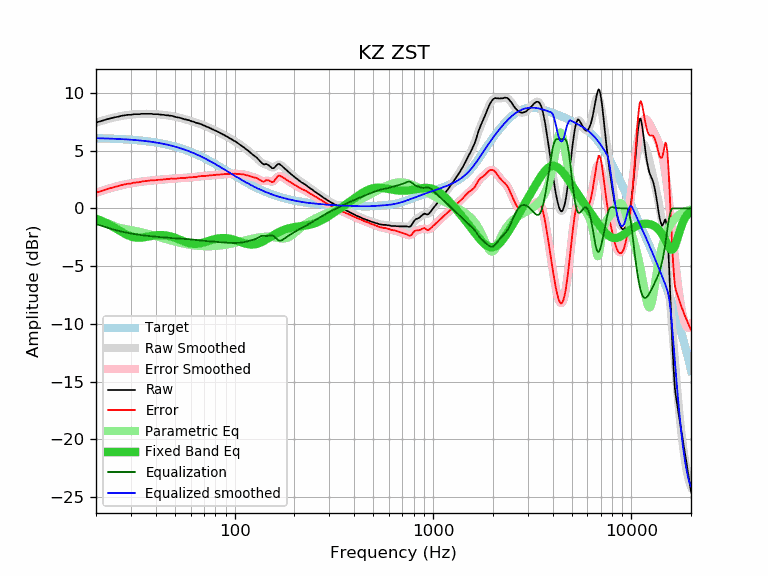 KZ ZST
10
5
0
−5
−10
−15
−20
−25
Amplitude (dBr)
Target
Raw Smoothed
Error Smoothed
Raw
Error
Parametric Eq
Fixed Band Eq
Equalization
Equalized smoothed
100
1000
10000
Frequency (Hz)